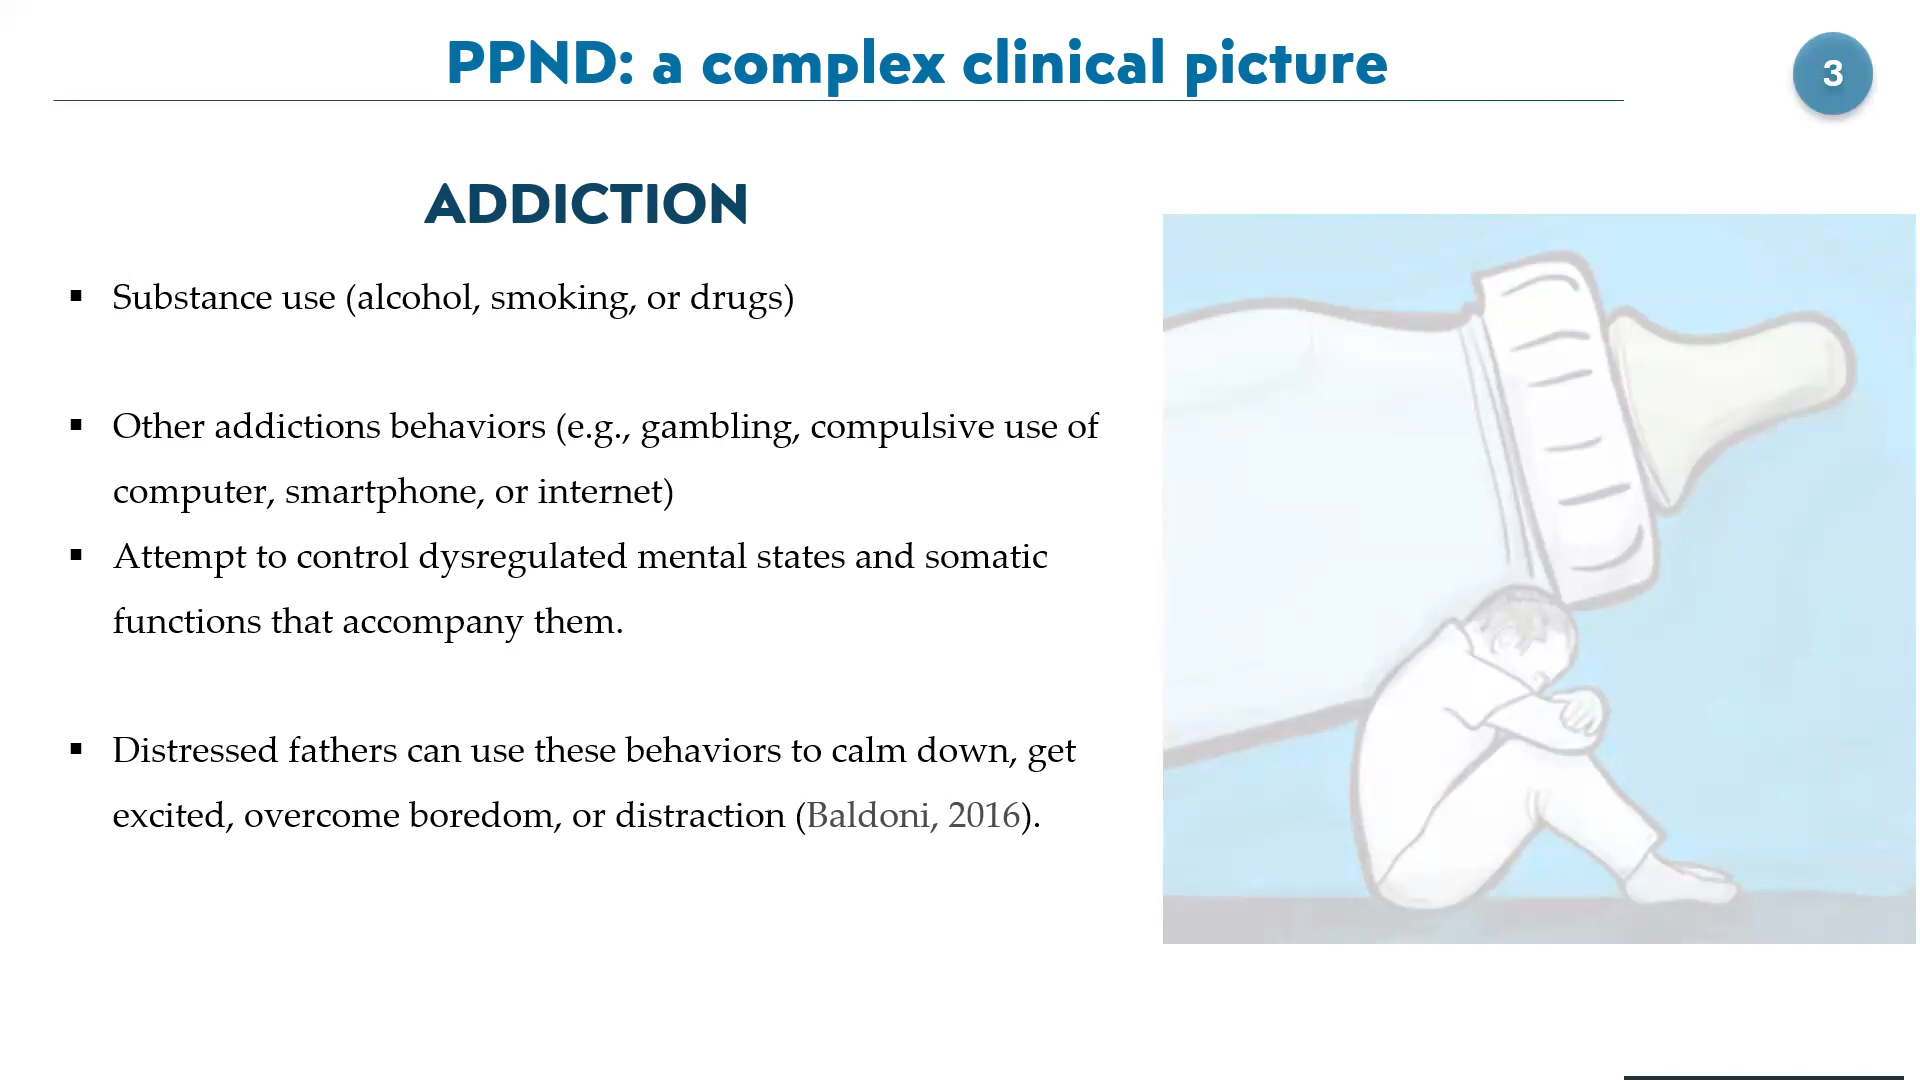 PPND: a complex clinical picture
3
ADDICTION
▪ Substance use (alcohol, smoking, or drugs)
▪ Other addictions behaviors (e.g., gambling, compulsive use of
computer, smartphone, or internet)
▪ Attempt to control dysregulated mental states and somatic
functions that accompany them.
▪ Distressed fathers can use these behaviors to calm down, get
excited, overcome boredom, or distraction (Baldoni, 2016).